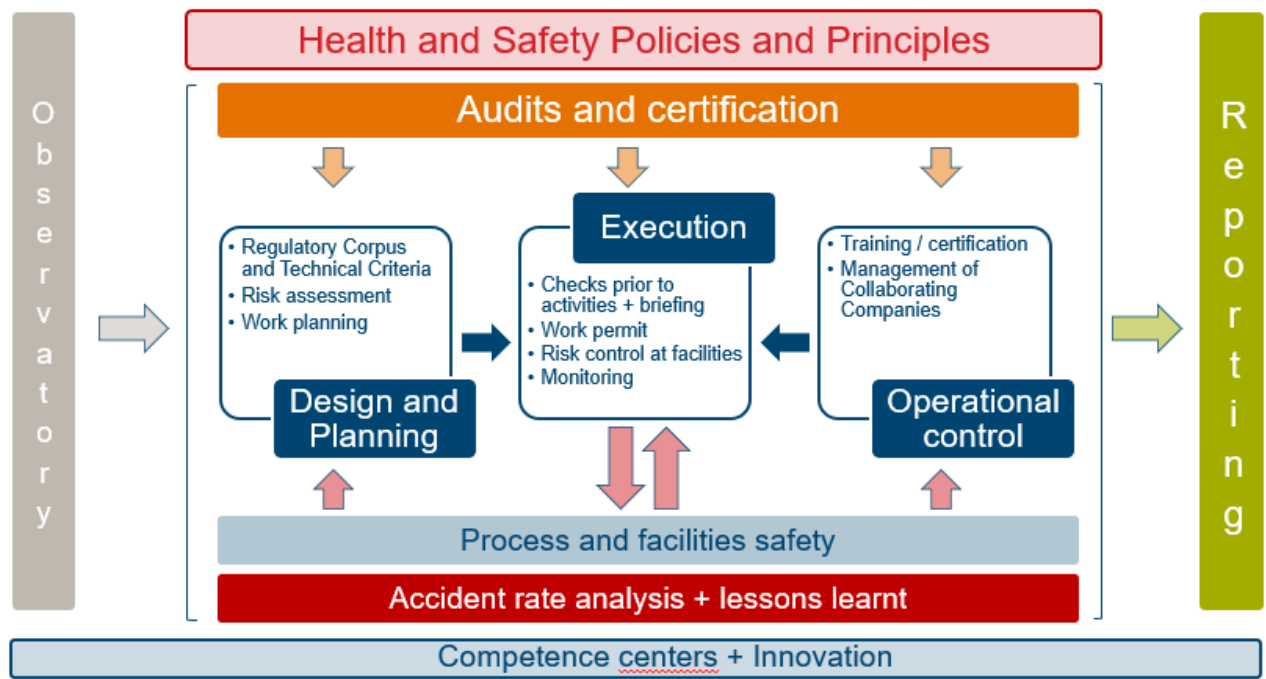 Health and Safety Policies and Principles
Observatory
Audits and certification
• Regulatory Corpus
and Technical Criteria
• Risk assessment
• Work planning
Design and
Planning
Execution
• Checks prior to
activities + briefing
• Work permit
• Risk control at facilities
• Monitoring
• Training / certification
• Management of
Collaborating
Companies
Operational
control
Process and facilities safety
Accident rate analysis + lessons learnt
Reporting
Competence centers + Innovation